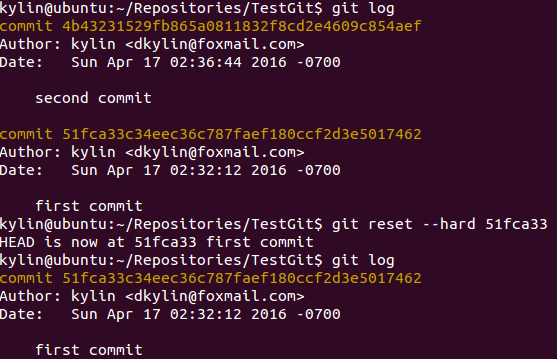 kylin@ubuntu:~/Repositories/TestGit$ git log
commit 4b43231529fb865a0811832f8cd2e4609c854aef
Author: kylin <dkylin@foxmail.com>
Date:   Sun Apr 17 02:36:44 2016 -0700
    second commit
commit 51fca33c34eec36c787faef180ccf2d3e5017462
Author: kylin <dkylin@foxmail.com>
Date:   Sun Apr 17 02:32:12 2016 -0700
    first commit
kylin@ubuntu:~/Repositories/TestGit$ git reset --hard 51fca33
HEAD is now at 51fca33 first commit
kylin@ubuntu:~/Repositories/TestGit$ git log
commit 51fca33c34eec36c787faef180ccf2d3e5017462
Author: kylin <dkylin@foxmail.com>
Date:   Sun Apr 17 02:32:12 2016 -0700
    first commit